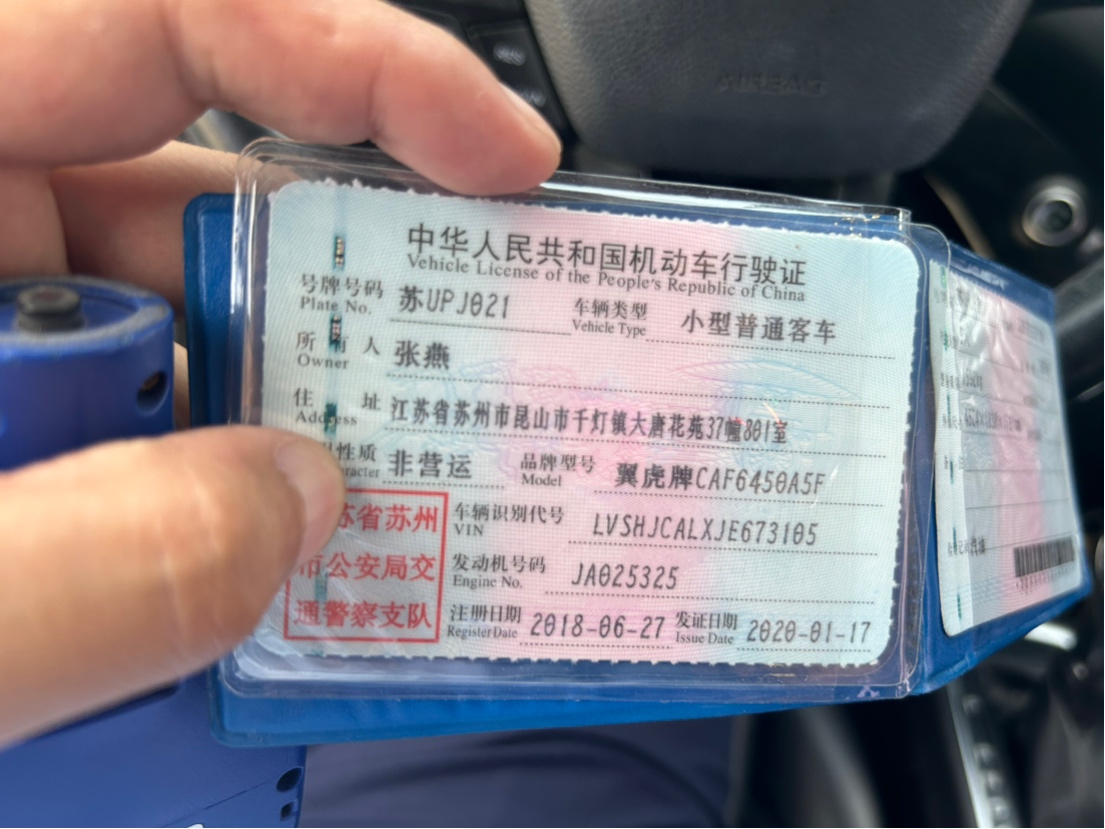 AIRBAG
中华人民共和国机动车行驶证
Vehicle License of the People's Republic of China
号牌号码 苏UPJ021 车辆类型 小型普通客车
Plate No. Vehicle Type
所有人 张燕
Owner
住址 江苏省苏州市昆山市千灯镇大唐花苑37幢801室
Address
性质 非营运 品牌型号 翼虎牌CAF6450A5F
aracter Model
苏省苏州 车辆识别代号 LVSHJCALXJE673105
VIN
市公安局交 发动机号码 JA025325
Engine No.
通警察支队 注册日期 2018-06-27 发证日期 2020-01-17
Register Date Issue Date